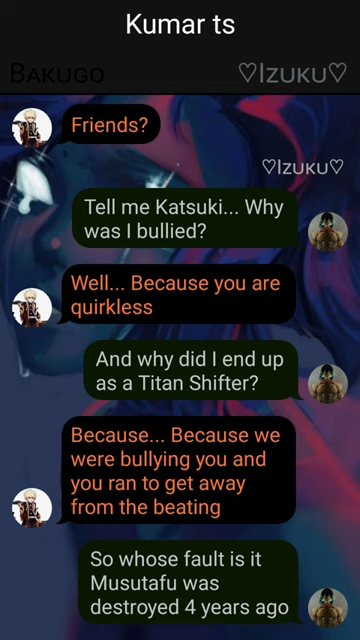 Kumar ts
BAKUGO
♡IZUKU♡
Friends?
♡IZUKU♡
Tell me Katsuki... Why
was I bullied?
Well... Because you are
quirkless
And why did I end up
as a Titan Shifter?
Because... Because we
were bullying you and
you ran to get away
from the beating
So whose fault is it
Musutafu was
destroyed 4 years ago